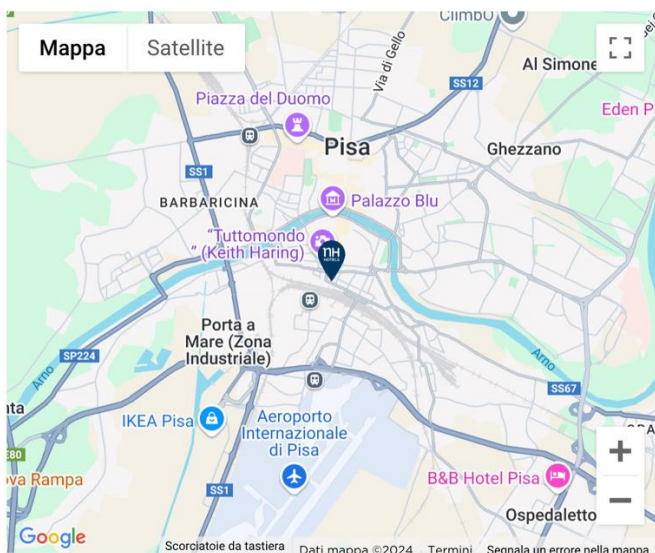 ClimbU
Mappa
Satellite
Al Simone
Via di Gello
SS12
Piazza del Duomo
Eden P
Pisa
Ghezzano
SS1
BARBARICINA
Palazzo Blu
"Tuttomondo
" (Keith Haring)
NH
HOTELS
Porta a
Mare (Zona
Industriale)
SP224
Arno
Arno
SS67
nta
IKEA Pisa
Aeroporto
Internazionale
di Pisa
GRA
E80
ova Rampa
B&B Hotel Pisa
+
SS1
−
Ospedaletto
Google
Scorciatoie da tastiera
Dati mappa ©2024
Termini
Segnala un errore nella mappa